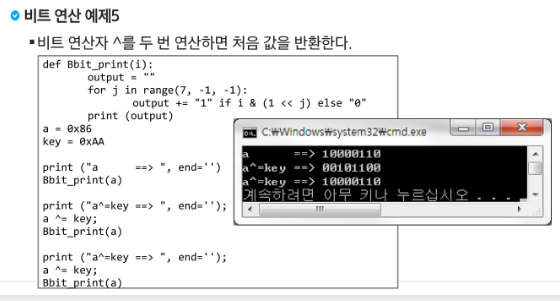 비트 연산 예제5
▪비트 연산자 ^를 두 번 연산하면 처음 값을 반환한다.
def Bbit_print(i):
        output = ""
        for j in range(7, -1, -1):
                output += "1" if i & (1 << j) else "0"
        print (output)
a = 0x86
key = 0xAA
print ("a      ==> ", end='')
Bbit_print(a)
print ("a^=key ==> ", end='');
a ^= key;
Bbit_print(a)
print ("a^=key ==> ", end='');
a ^= key;
Bbit_print(a)
C:₩Windows₩system32₩cmd.exe
a      ==> 10000110
a^=key ==> 00101100
a^=key ==> 10000110
계속하려면 아무 키나 누르십시오 . . .